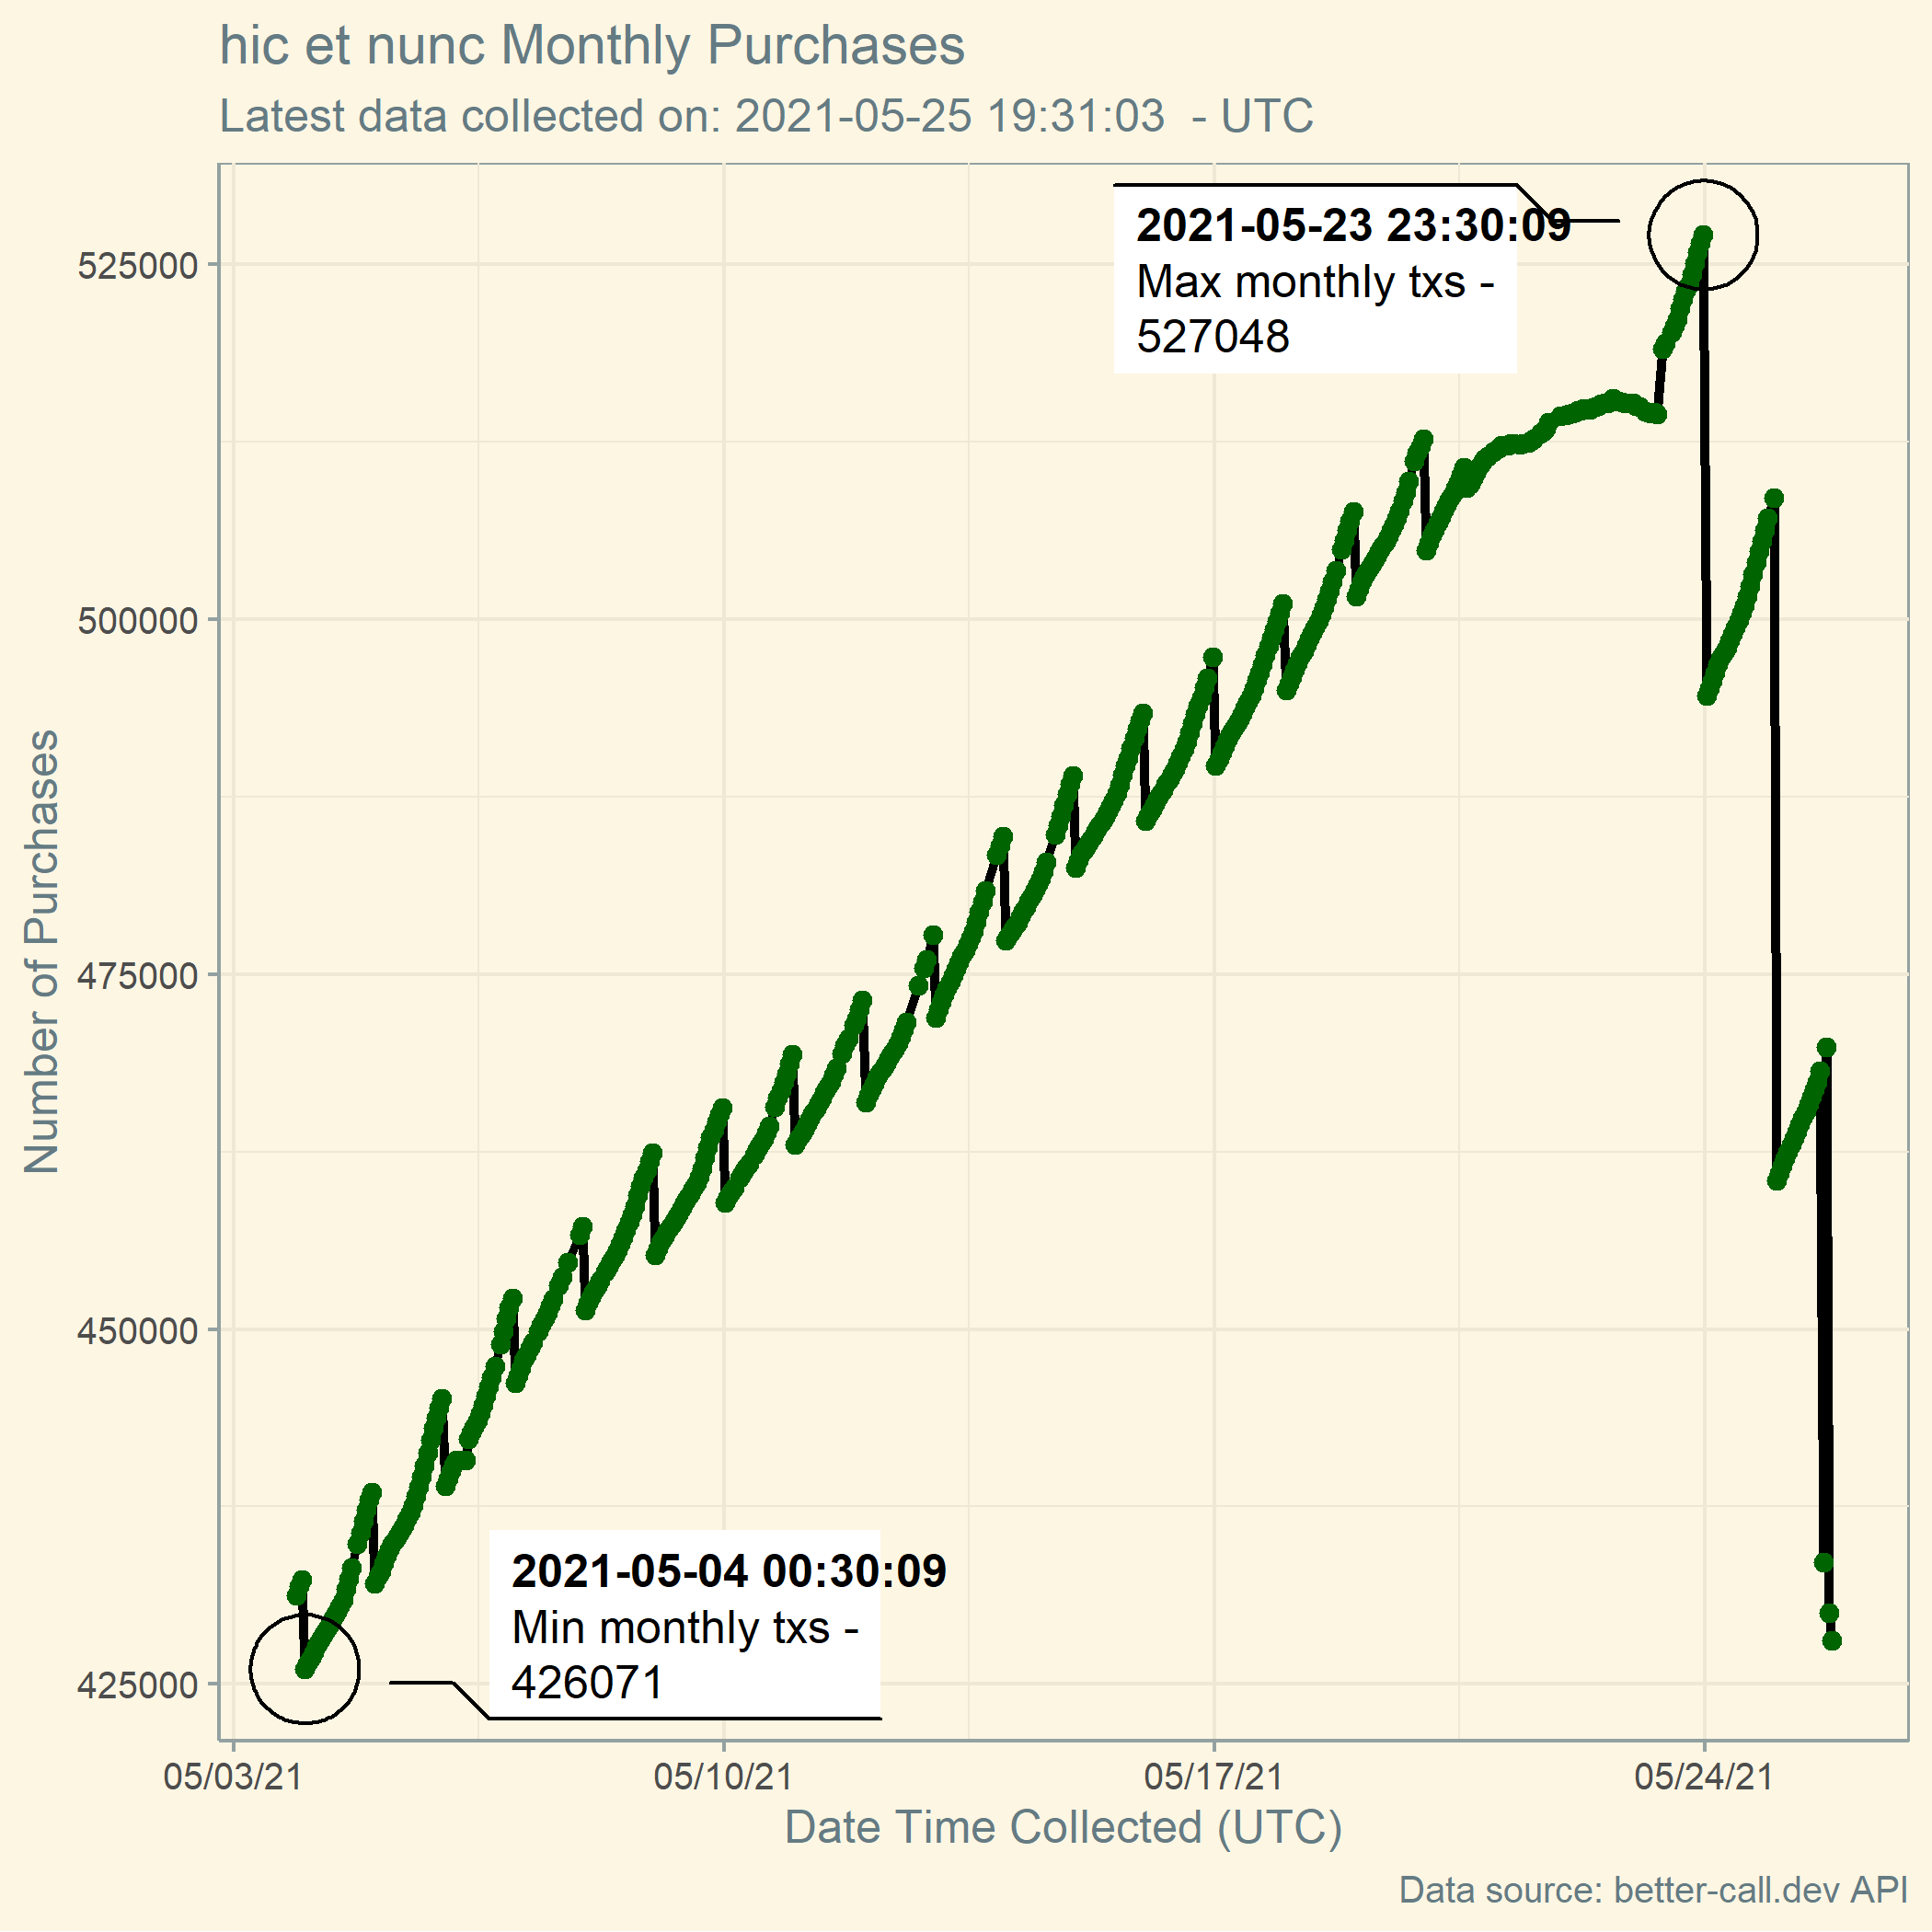 hic et nunc Monthly Purchases
Latest data collected on: 2021-05-25 19:31:03  - UTC
2021-05-23 23:30:09
Max monthly txs -
527048
525000
500000
475000
450000
425000
Number of Purchases
2021-05-04 00:30:09
Min monthly txs -
426071
05/03/21
05/10/21
05/17/21
05/24/21
Date Time Collected (UTC)
Data source: better-call.dev API